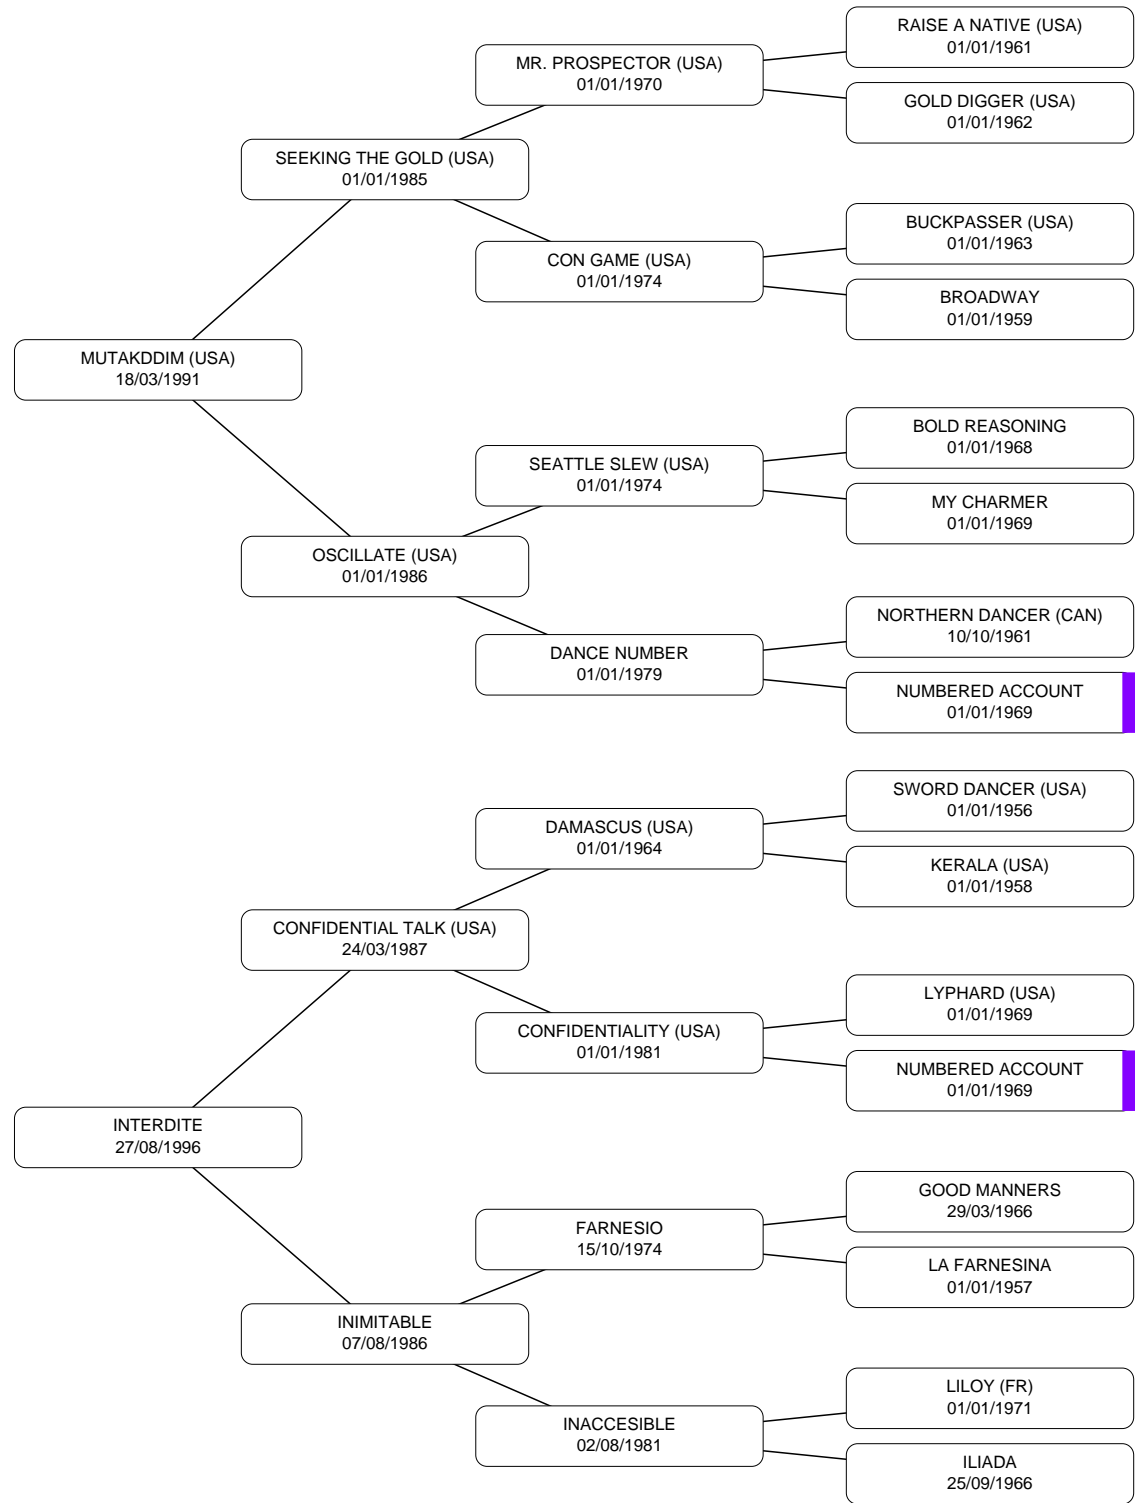 RAISE A NATIVE (USA)
01/01/1961
MR. PROSPECTOR (USA)
01/01/1970
GOLD DIGGER (USA)
01/01/1962
SEEKING THE GOLD (USA)
01/01/1985
BUCKPASSER (USA)
01/01/1963
CON GAME (USA)
01/01/1974
BROADWAY
01/01/1959
MUTAKDDIM (USA)
18/03/1991
BOLD REASONING
01/01/1968
SEATTLE SLEW (USA)
01/01/1974
MY CHARMER
01/01/1969
OSCILLATE (USA)
01/01/1986
NORTHERN DANCER (CAN)
10/10/1961
DANCE NUMBER
01/01/1979
NUMBERED ACCOUNT
01/01/1969
SWORD DANCER (USA)
01/01/1956
DAMASCUS (USA)
01/01/1964
KERALA (USA)
01/01/1958
CONFIDENTIAL TALK (USA)
24/03/1987
LYPHARD (USA)
01/01/1969
CONFIDENTIALITY (USA)
01/01/1981
NUMBERED ACCOUNT
01/01/1969
INTERDITE
27/08/1996
GOOD MANNERS
29/03/1966
FARNESIO
15/10/1974
LA FARNESINA
01/01/1957
INIMITABLE
07/08/1986
LILOY (FR)
01/01/1971
INACCESIBLE
02/08/1981
ILIADA
25/09/1966